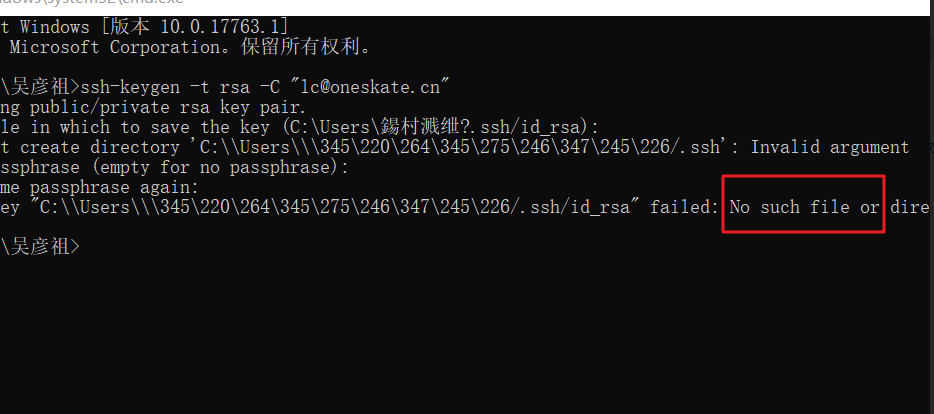 ndows\system32\cmd.exe
t Windows [版本 10.0.17763.1]
Microsoft Corporation。保留所有权利。
\吴彦祖>ssh-keygen -t rsa -C "lc@oneskate.cn"
ng public/private rsa key pair.
le in which to save the key (C:\Users\錫村溅绁?.ssh/id_rsa):
t create directory 'C:\\Users\\\345\220\264\345\275\246\347\245\226/.ssh': Invalid argument
ssphrase (empty for no passphrase):
me passphrase again:
ey "C:\\Users\\\345\220\264\345\275\246\347\245\226/.ssh/id_rsa" failed: No such file or dire
\吴彦祖>